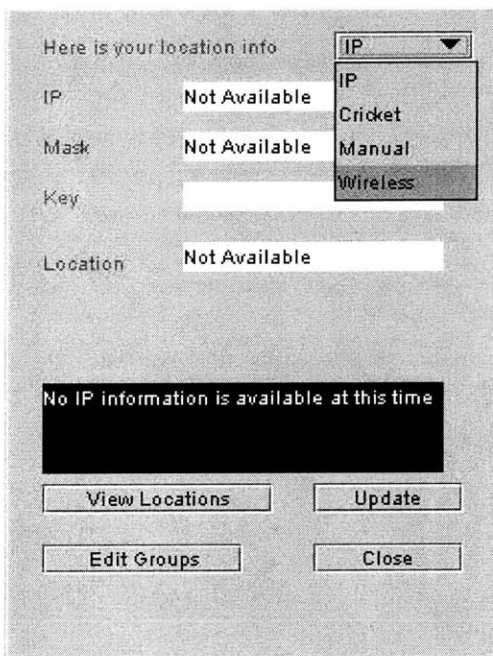 Here is your location info IP
IP Not Available IP
Cricket
Mask Not Available Manual
Wireless
Key
Location Not Available
No IP information is available at this time
View Locations Update
Edit Groups Close